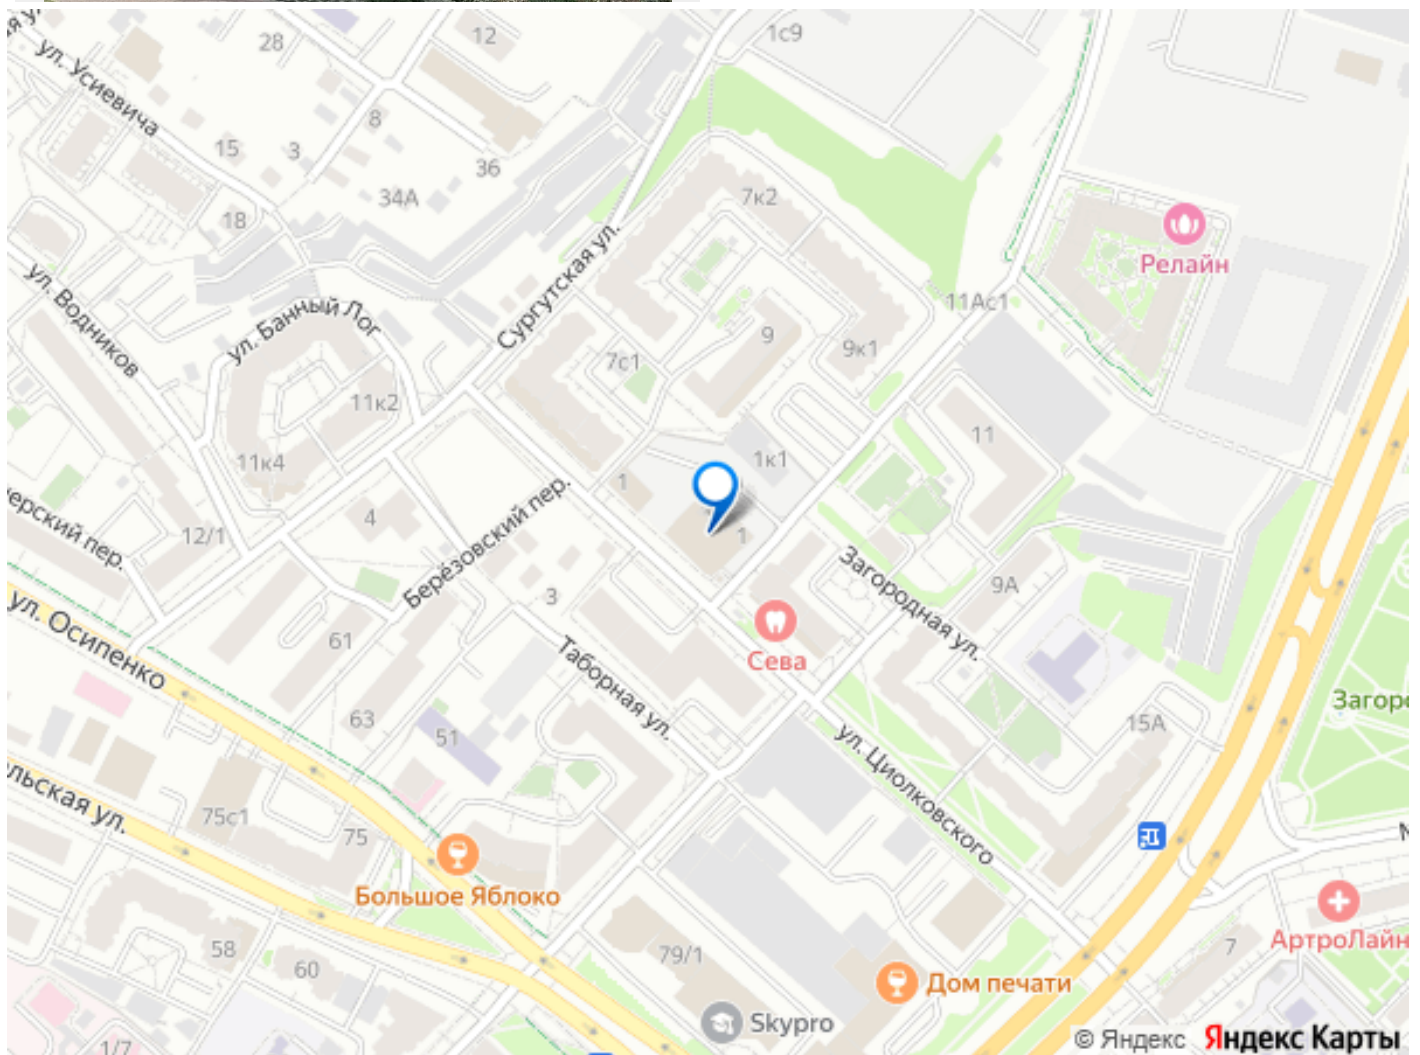 ул. Усиевича
28
12
1с9
8
15
3
36
34А
18
7к2
Релайн
Сургутская ул.
ул. Водников
ул. Банный Лог
11Ас1
9
9к1
7с1
11к2
11
11к4
1к1
1
4
12/1
Берёзовский пер.
1
ерский пер.
Загородная ул.
9А
3
ул. Осипенко
61
Сева
Таборная ул.
63
51
Загоро
15А
ул. Циолковского
льская ул.
75с1
75
Большое Яблоко
58
60
79/1
7
АртроЛайн
Дом печати
Skypro
1/7
© Яндекс Яндекс Карты